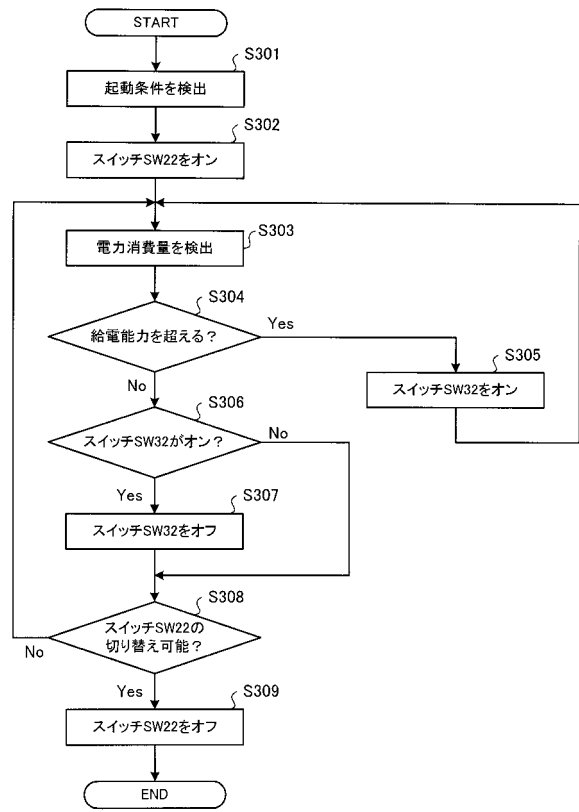 START
S301
起動条件を検出
S302
スイッチSW22をオン
S303
電力消費量を検出
S304
給電能力を超える？
Yes
No
S305
スイッチSW32をオン
S306
スイッチSW32がオン？
No
Yes
S307
スイッチSW32をオフ
S308
スイッチSW22の
切り替え可能？
No
Yes
S309
スイッチSW22をオフ
END